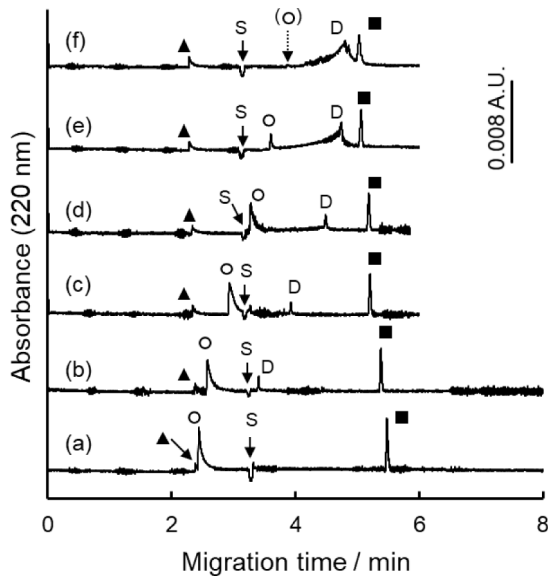 (f) ▲ S (○) D ■
0.008 A.U.
(e) ▲ S ○ D ■
(d) ▲ S ○ D ■
(c) ▲ ○ S D ■
(b) ▲ ○ S D ■
(a) ▲ ○ S ■
Absorbance (220 nm)
0 2 4 6 8
Migration time / min